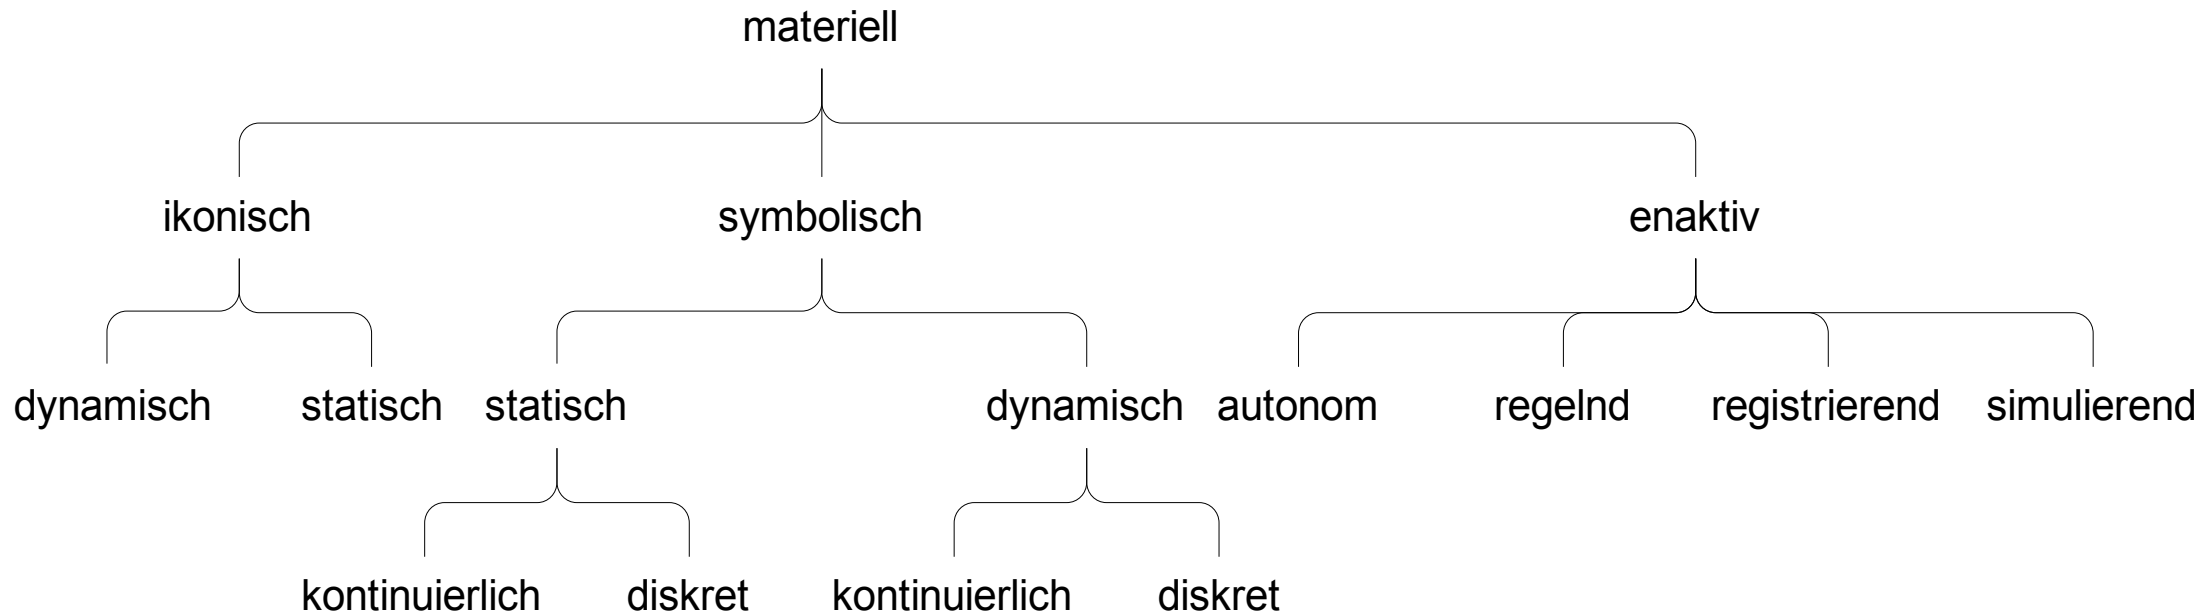 materiell
ikonisch symbolisch enaktiv
dynamisch statisch statisch dynamisch autonom regelnd registrierend simulierend
kontinuierlich diskret kontinuierlich diskret